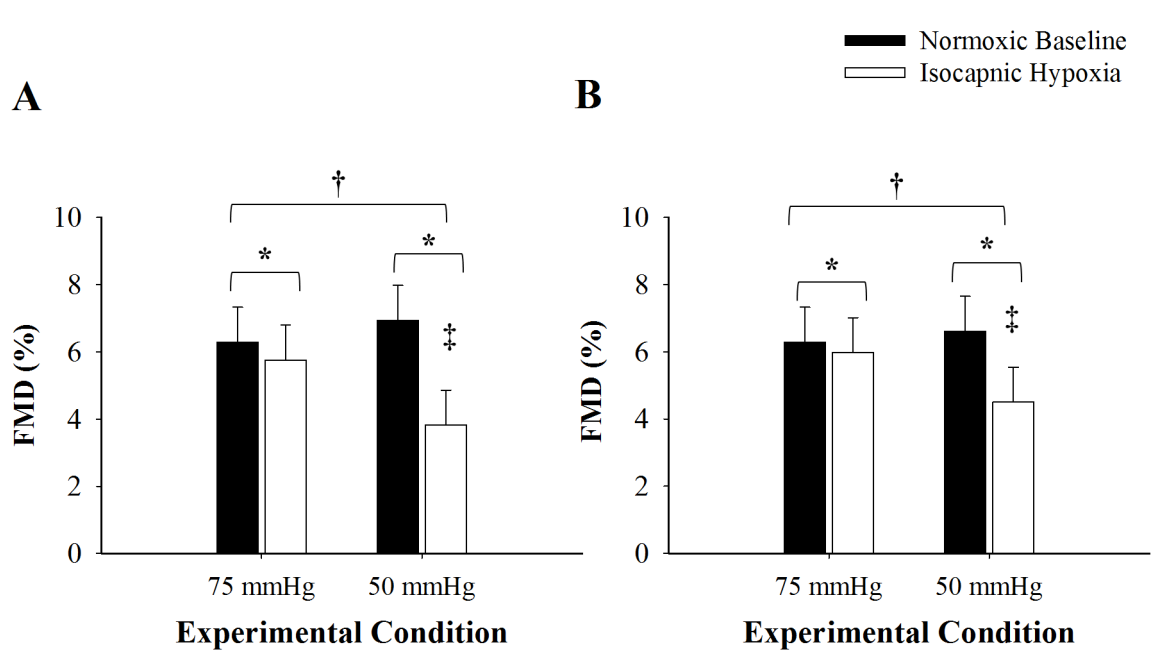 Normoxic Baseline
Isocapnic Hypoxia
A
B
†
*
*
‡
10
8
6
4
2
0
FMD (%)
75 mmHg
50 mmHg
Experimental Condition
†
*
*
‡
10
8
6
4
2
0
FMD (%)
75 mmHg
50 mmHg
Experimental Condition